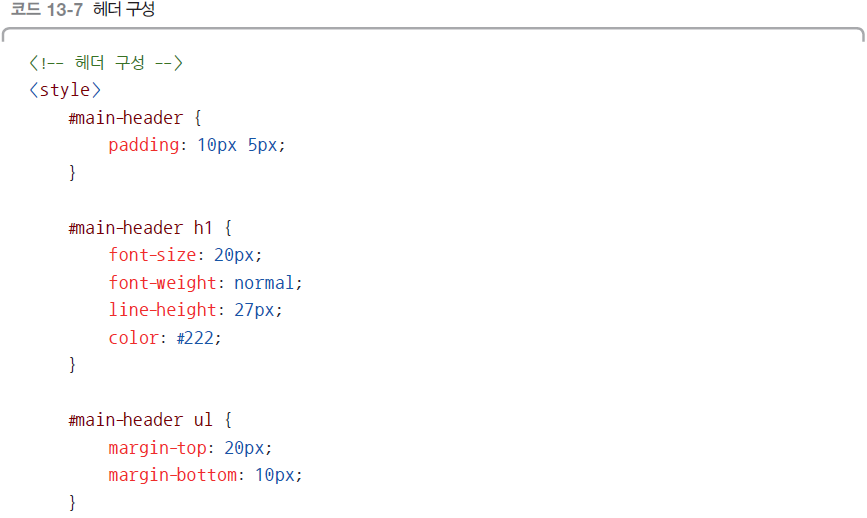 코드 13-7 헤더 구성
<!-- 헤더 구성 -->
<style>
#main-header {
padding: 10px 5px;
}
#main-header h1 {
font-size: 20px;
font-weight: normal;
line-height: 27px;
color: #222;
}
#main-header ul {
margin-top: 20px;
margin-bottom: 10px;
}